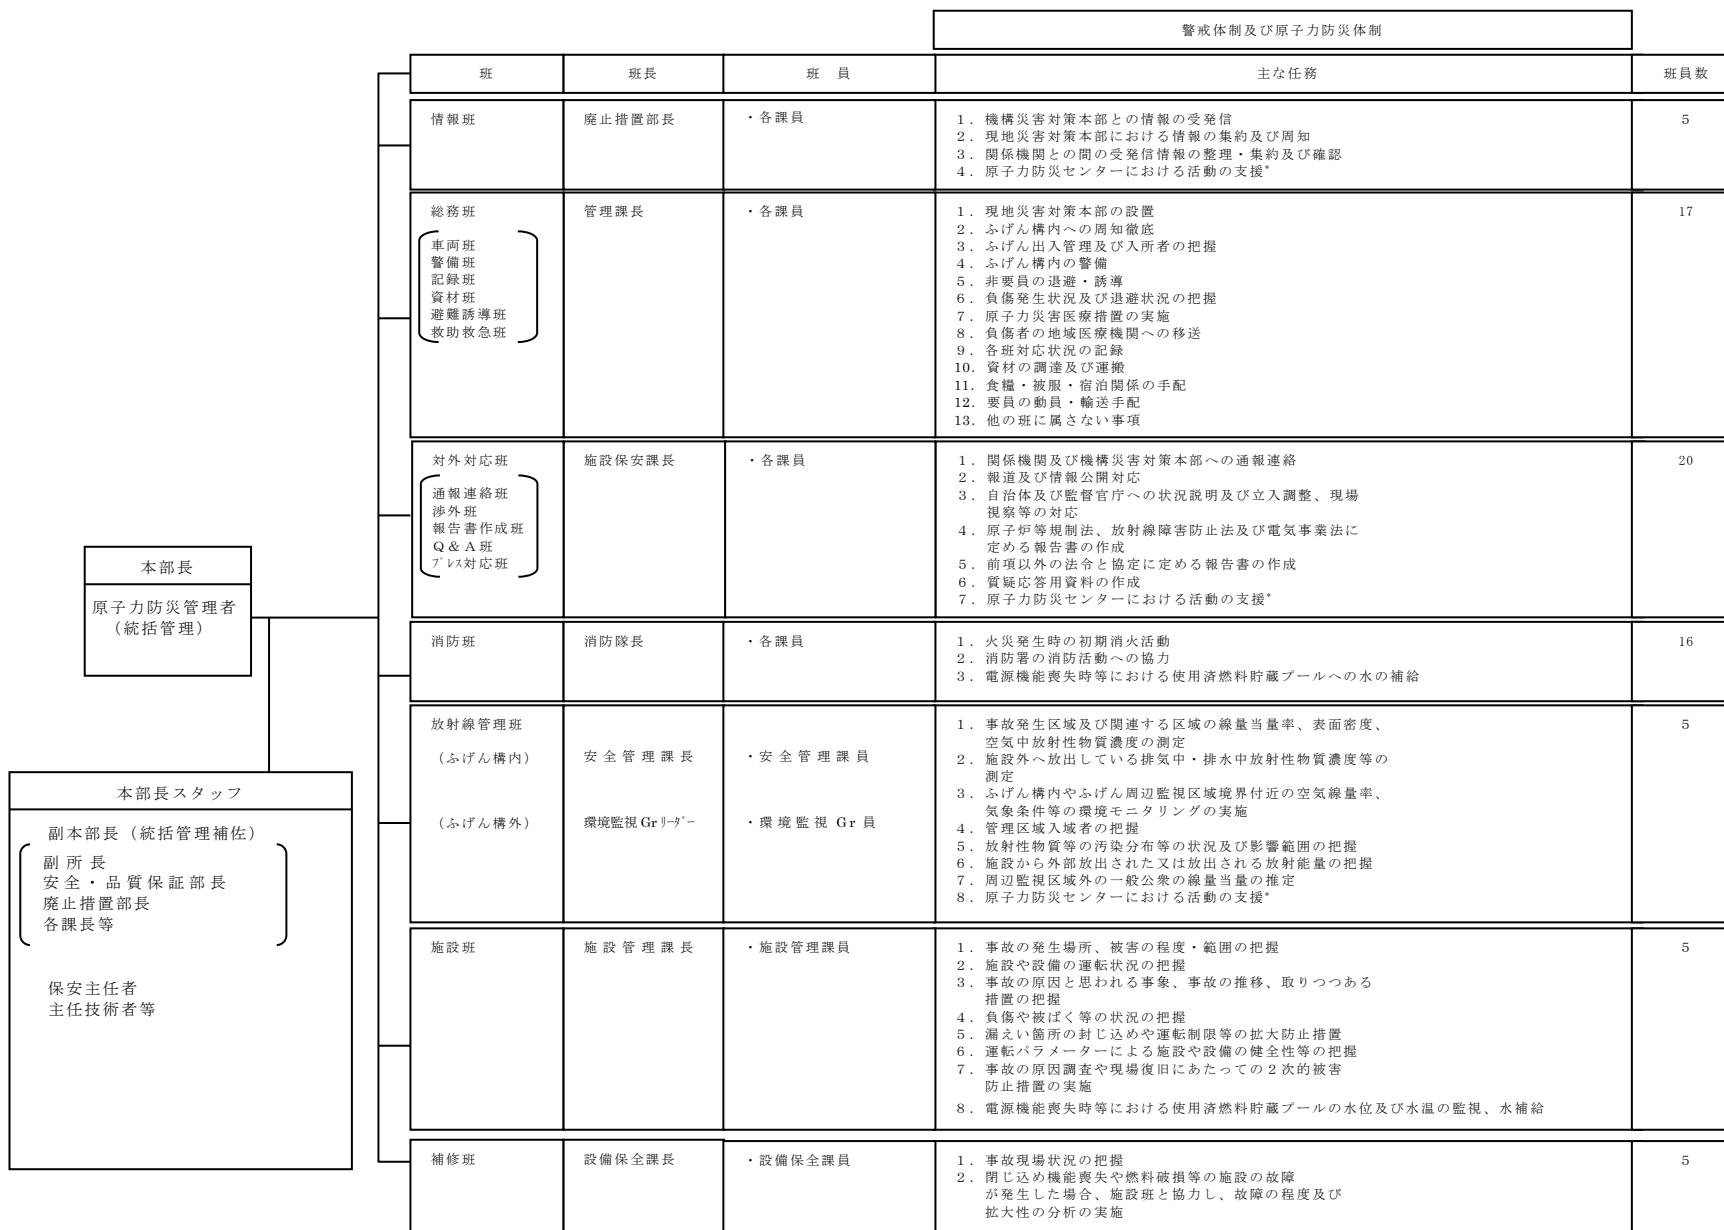 警戒体制及び原子力防災体制
班 班長 班 員 主な任務 班員数
情報班 廃止措置部長 ・各課員 1. 機構災害対策本部との情報の受発信 5
2. 現地災害対策本部における情報の集約及び周知
3. 関係機関との間の受発信情報の整理・集約及び確認
4. 原子力防災センターにおける活動の支援*
総務班 管理課長 ・各課員 1. 現地災害対策本部の設置 17
2. ふげん構内への周知徹底
車両班 3. ふげん出入管理及び入所者の把握
警備班 4. ふげん構内の警備
記録班 5. 非要員の退避・誘導
資材班 6. 負傷発生状況及び退避状況の把握
避難誘導班 7. 原子力災害医療措置の実施
救助救急班 8. 負傷者の地域医療機関への移送
9. 各班対応状況の記録
10. 資材の調達及び運搬
11. 食糧・被服・宿泊関係の手配
12. 要員の動員・輸送手配
13. 他の班に属さない事項
対外対応班 施設保安課長 ・各課員 1. 関係機関及び機構災害対策本部への通報連絡 20
2. 報道及び情報公開対応
通報連絡班 3. 自治体及び監督官庁への状況説明及び立入調整、現場
渉外班 視察等の対応
報告書作成班 4. 原子炉等規制法、放射線障害防止法及び電気事業法に
Q&A班 定める報告書の作成
プレス対応班 5. 前項以外の法令と協定に定める報告書の作成
6. 質疑応答用資料の作成
7. 原子力防災センターにおける活動の支援*
本部長
原子力防災管理者
(統括管理)
消防班 消防隊長 ・各課員 1. 火災発生時の初期消火活動 16
2. 消防署の消防活動への協力
3. 電源機能喪失時等における使用済燃料貯蔵プールへの水の補給
放射線管理班 1. 事故発生区域及び関連する区域の線量当量率、表面密度、 5
空気中放射性物質濃度の測定
(ふげん構内) 安全管理課長 ・安全管理課員 2. 施設外へ放出している排気中・排水中放射性物質濃度等の
測定
3. ふげん構内やふげん周辺監視区域境界付近の空気線量率、
気象条件等の環境モニタリングの実施
(ふげん構外) 環境監視Grリーダー ・環境監視 Gr員 4. 管理区域入域者の把握
5. 放射性物質等の汚染分布等の状況及び影響範囲の把握
6. 施設から外部放出された又は放出される放射能量の把握
7. 周辺監視区域外の一般公衆の線量当量の推定
8. 原子力防災センターにおける活動の支援*
本部長スタッフ
副本部長(統括管理補佐)
副所長
安全・品質保証部長
廃止措置部長
各課長等
保安主任者
主任技術者等
施設班 施設管理課長 ・施設管理課員 1. 事故の発生場所、被害の程度・範囲の把握 5
2. 施設や設備の運転状況の把握
3. 事故の原因と思われる事象、事故の推移、取りつつある
措置の把握
4. 負傷や被ばく等の状況の把握
5. 漏えい箇所の封じ込めや運転制限等の拡大防止措置
6. 運転パラメーターによる施設や設備の健全性等の把握
7. 事故の原因調査や現場復旧にあたっての2次的被害
防止措置の実施
8. 電源機能喪失時等における使用済燃料貯蔵プールの水位及び水温の監視、水補給
補修班 設備保全課長 ・設備保全課員 1. 事故現場状況の把握 5
2. 閉じ込め機能喪失や燃料破損等の施設の故障
が発生した場合、施設班と協力し、故障の程度及び
拡大性の分析の実施